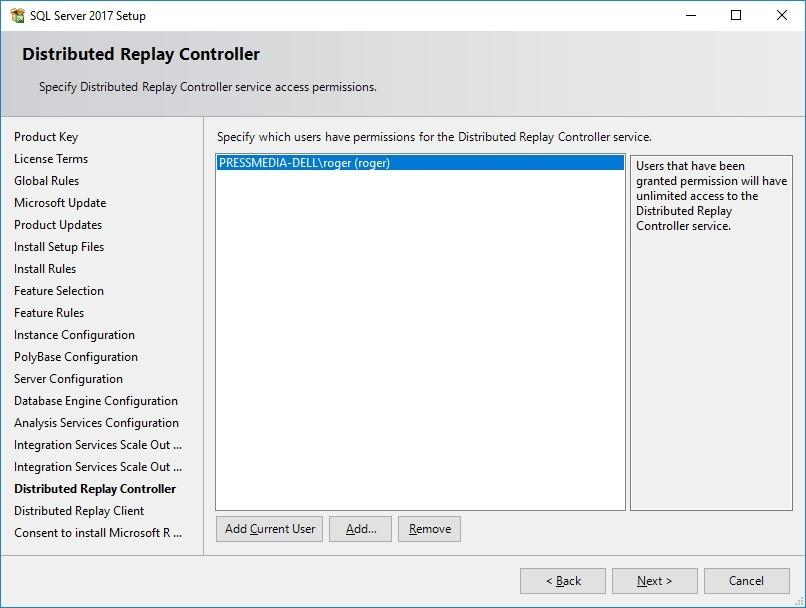 SQL Server 2017 Setup
Distributed Replay Controller
Specify Distributed Replay Controller service access permissions.
Product Key
License Terms
Global Rules
Microsoft Update
Product Updates
Install Setup Files
Install Rules
Feature Selection
Feature Rules
Instance Configuration
PolyBase Configuration
Server Configuration
Database Engine Configuration
Analysis Services Configuration
Integration Services Scale Out ...
Integration Services Scale Out ...
Distributed Replay Controller
Distributed Replay Client
Consent to install Microsoft R ...
Specify which users have permissions for the Distributed Replay Controller service.
PRESSMEDIA-DELL\roger (roger)
Users that have been
granted permission will have
unlimited access to the
Distributed Replay
Controller service.
Add Current User
Add...
Remove
< Back
Next >
Cancel